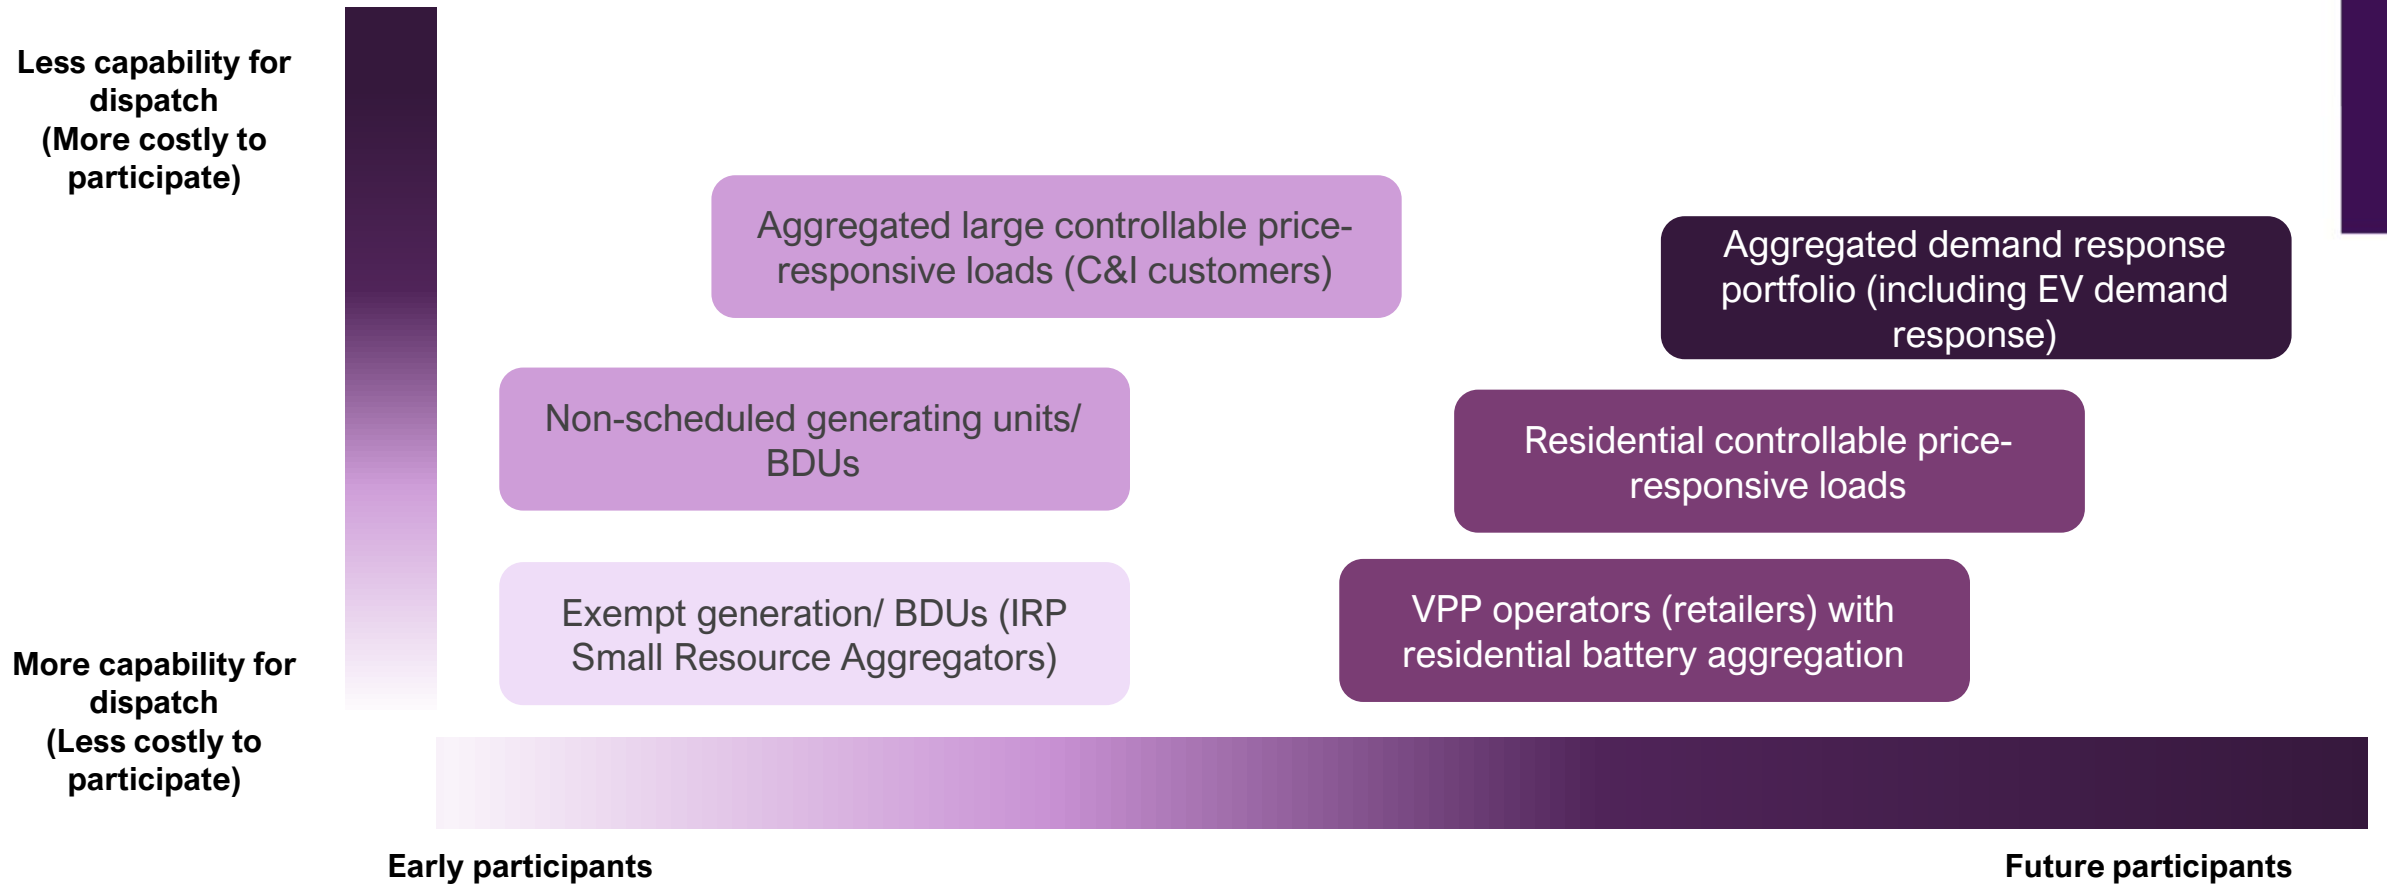 Less capability for
dispatch
(More costly to
participate)
Aggregated large controllable price-
responsive loads (C&I customers)
Aggregated demand response
portfolio (including EV demand
response)
Non-scheduled generating units/
BDUs
Residential controllable price-
responsive loads
Exempt generation/ BDUs (IRP
Small Resource Aggregators)
VPP operators (retailers) with
residential battery aggregation
More capability for
dispatch
(Less costly to
participate)
Early participants
Future participants